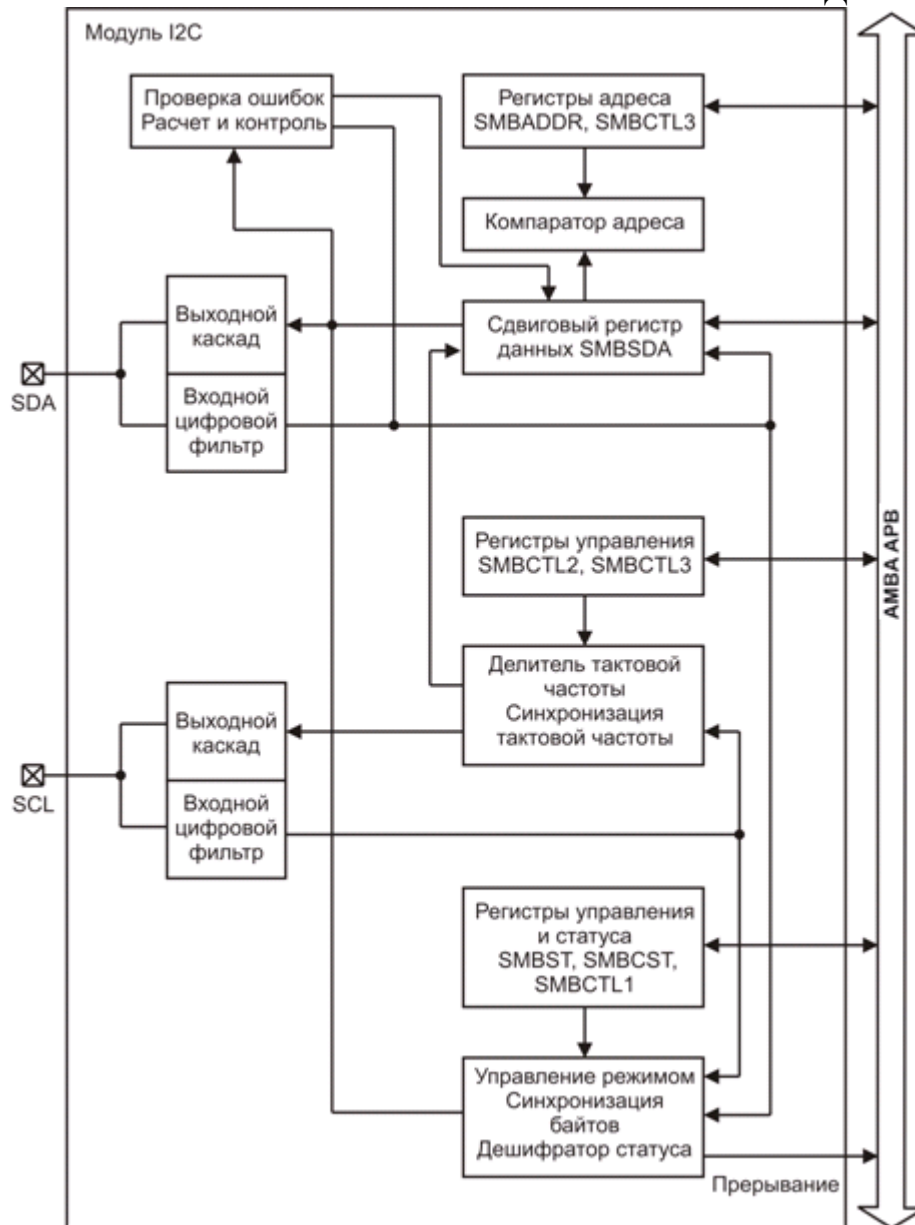 Модуль I2C
Проверка ошибок
Расчет и контроль
Регистры адреса
SMBADDR, SMBCTL3
Компаратор адреса
Выходной
каскад
Сдвиговый регистр
данных SMBSDA
SDA
Входной
цифровой
фильтр
Регистры управления
SMBCTL2, SMBCTL3
AMBA APB
Делитель тактовой
частоты
Синхронизация
тактовой частоты
Выходной
каскад
SCL
Входной
цифровой
фильтр
Регистры управления
и статуса
SMBST, SMBCST,
SMBCTL1
Управление режимом
Синхронизация
байтов
Дешифратор статуса
Прерывание